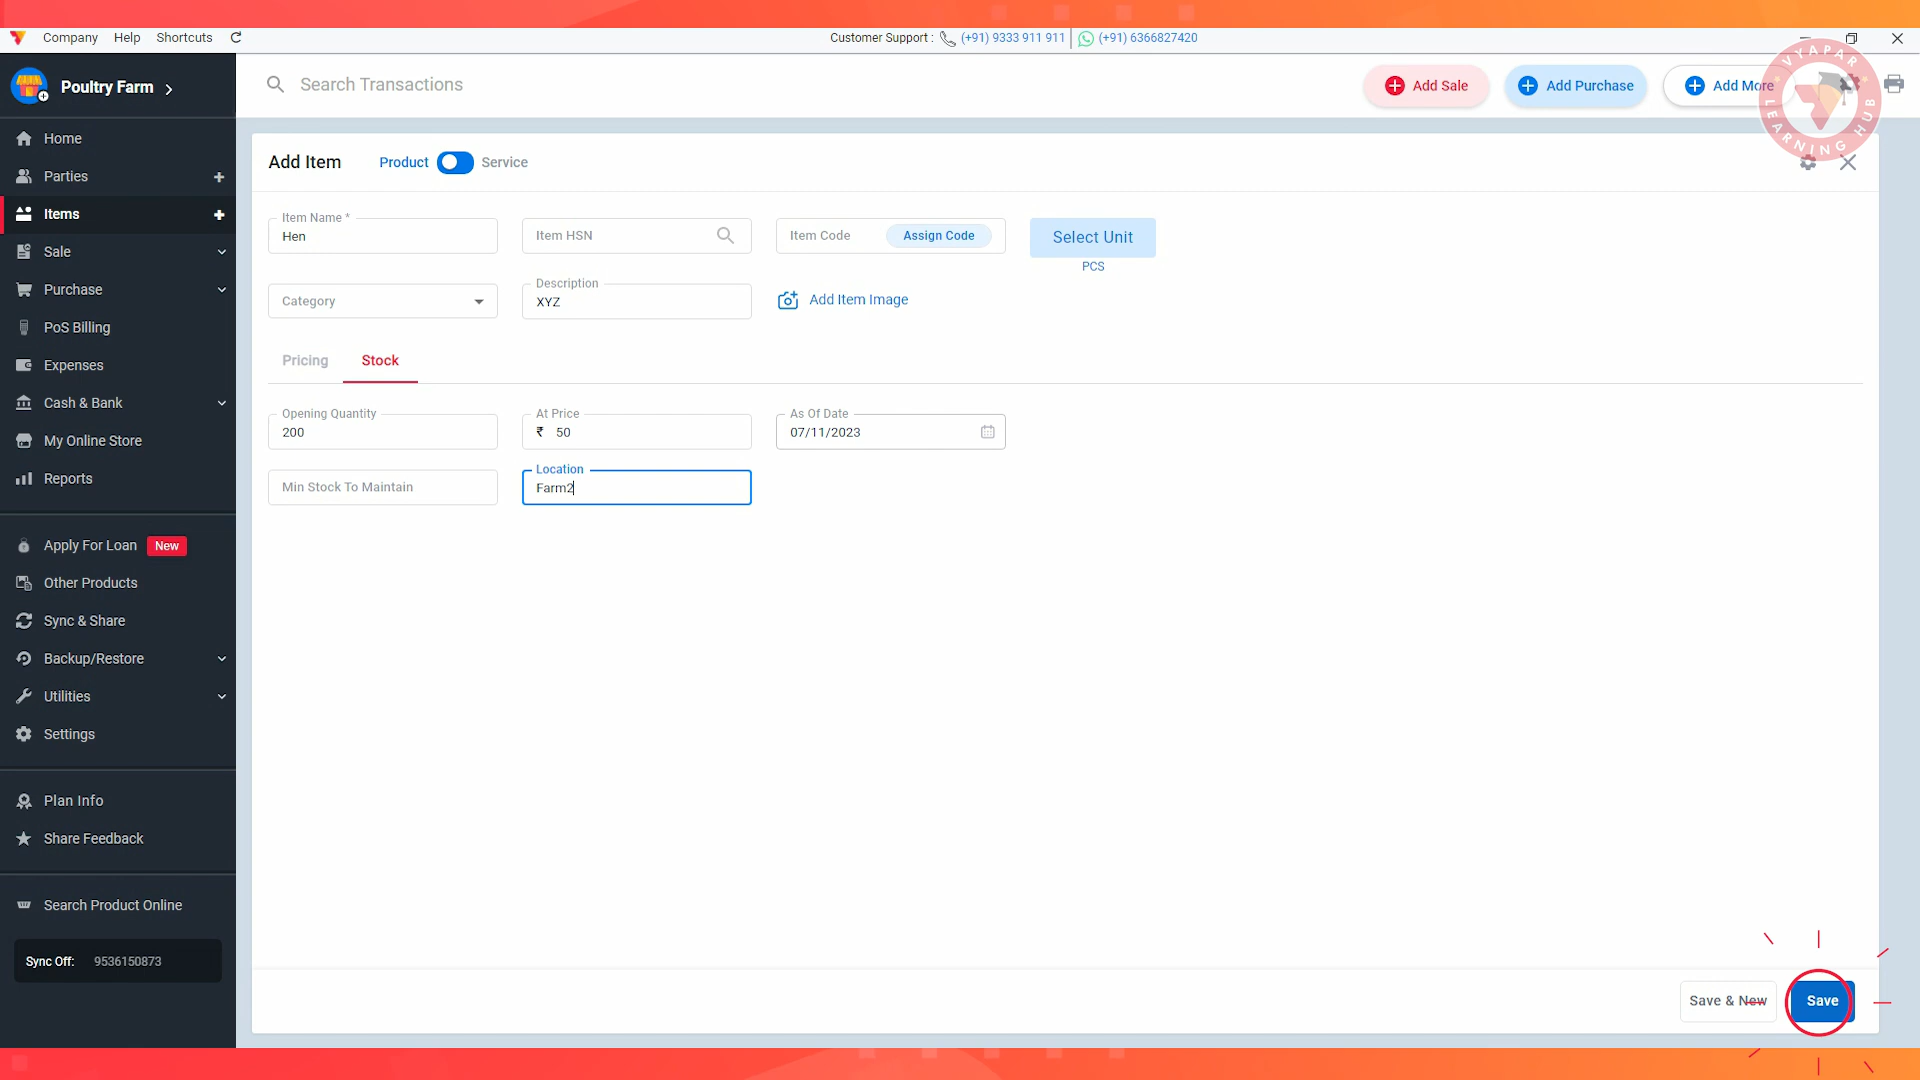 Company Help Shortcuts
Customer Support : (+91) 9333 911 911 (+91) 6366827420
Poultry Farm
Search Transactions
Add Sale
Add Purchase
Add More
VYAPAR LEARNING HUB
Home
Parties
Items
Sale
Purchase
PoS Billing
Expenses
Cash & Bank
My Online Store
Reports
Apply For Loan New
Other Products
Sync & Share
Backup/Restore
Utilities
Settings
Plan Info
Share Feedback
Search Product Online
Sync Off: 9536150873
Add Item Product Service
Item Name *
Hen
Item HSN
Item Code Assign Code
Select Unit
PCS
Category
Description
XYZ
Add Item Image
Pricing Stock
Opening Quantity
200
At Price
₹ 50
As Of Date
07/11/2023
Min Stock To Maintain
Location
Farm2
Save & New
Save